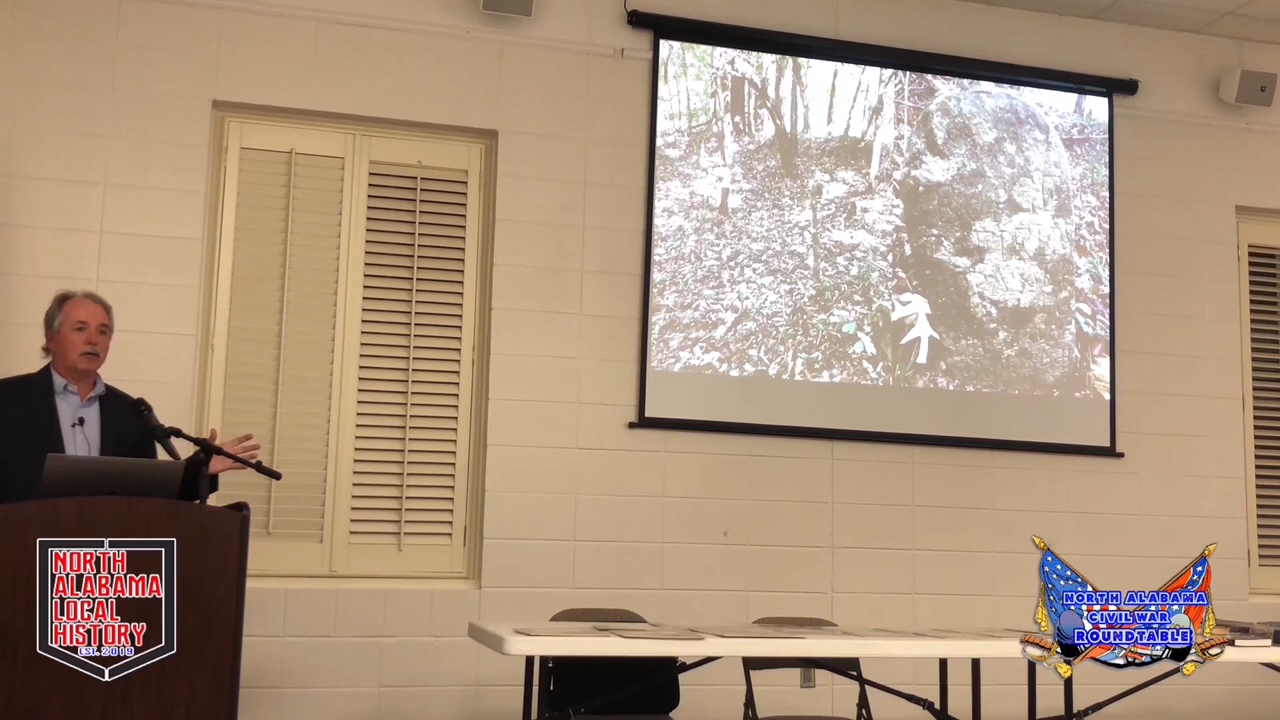 NORTH
ALABAMA
LOCAL
HISTORY
EST. 2019
NORTH ALABAMA
CIVIL WAR
ROUNDTABLE